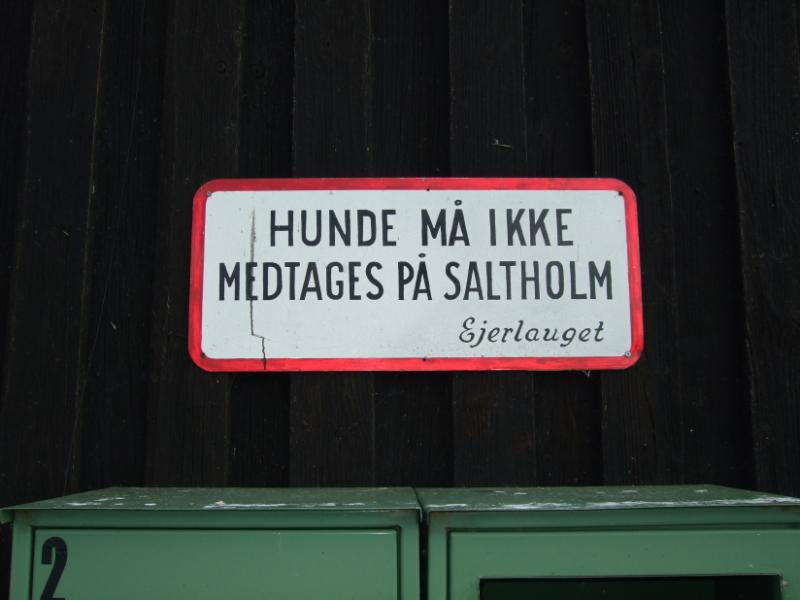 HUNDE MÅ IKKE
MEDTAGES PÅ SALTHOLM
Ejerlauget
2